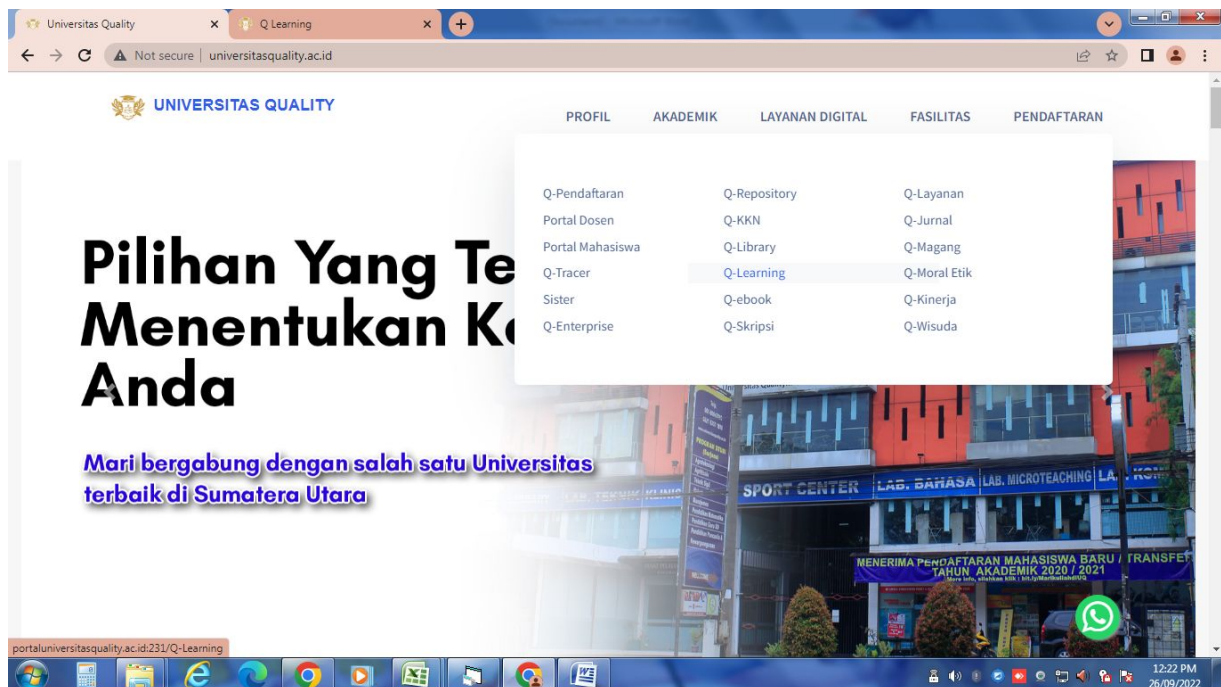 Universitas Quality
Q Learning
Not secure | universitasquality.ac.id
UNIVERSITAS QUALITY
PROFIL AKADEMIK LAYANAN DIGITAL FASILITAS PENDAFTARAN
Q-Pendaftaran Q-Repository Q-Layanan
Portal Dosen Q-KKN Q-Jurnal
Portal Mahasiswa Q-Library Q-Magang
Q-Tracer Q-Learning Q-Moral Etik
Sister Q-ebook Q-Kinerja
Q-Enterprise Q-Skripsi Q-Wisuda
Pilihan Yang Te
Menentukan Ke
Anda
Mari bergabung dengan salah satu Universitas
terbaik di Sumatera Utara
SPORT CENTER LAB. BAHASA LAB. MICROTEACHING
MENERIMA PENDAFTARAN MAHASISWA BARU / TRANSFER
TAHUN AKADEMIK 2020 / 2021
portaluniversitasquality.ac.id:231/Q-Learning
12:22 PM
26/09/2022